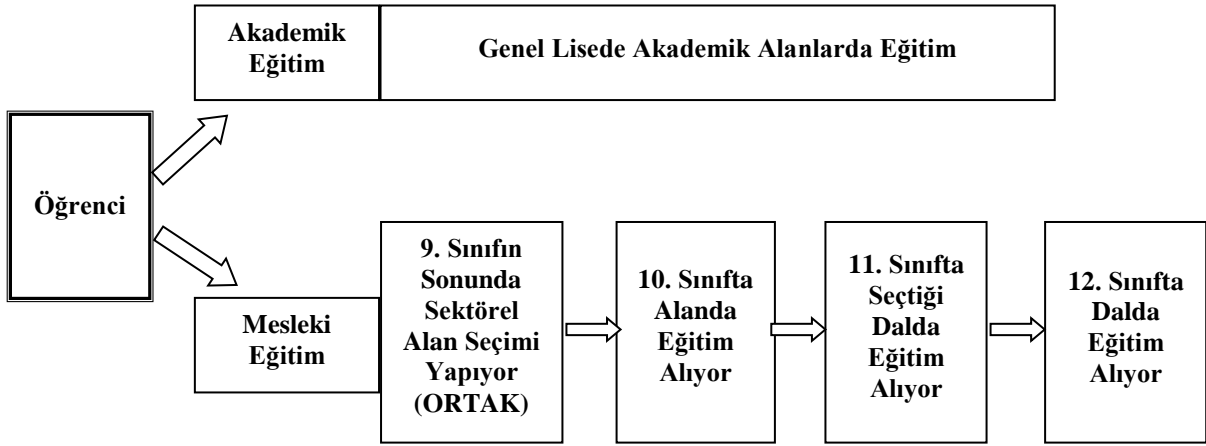 Akademik
Eğitim
Genel Lisede Akademik Alanlarda Eğitim
Öğrenci
Mesleki
Eğitim
9. Sınıfın
Sonunda
Sektörel
Alan Seçimi
Yapıyor
(ORTAK)
10. Sınıfta
Alanda
Eğitim
Alıyor
11. Sınıfta
Seçtiği
Dalda
Eğitim
Alıyor
12. Sınıfta
Dalda
Eğitim
Alıyor